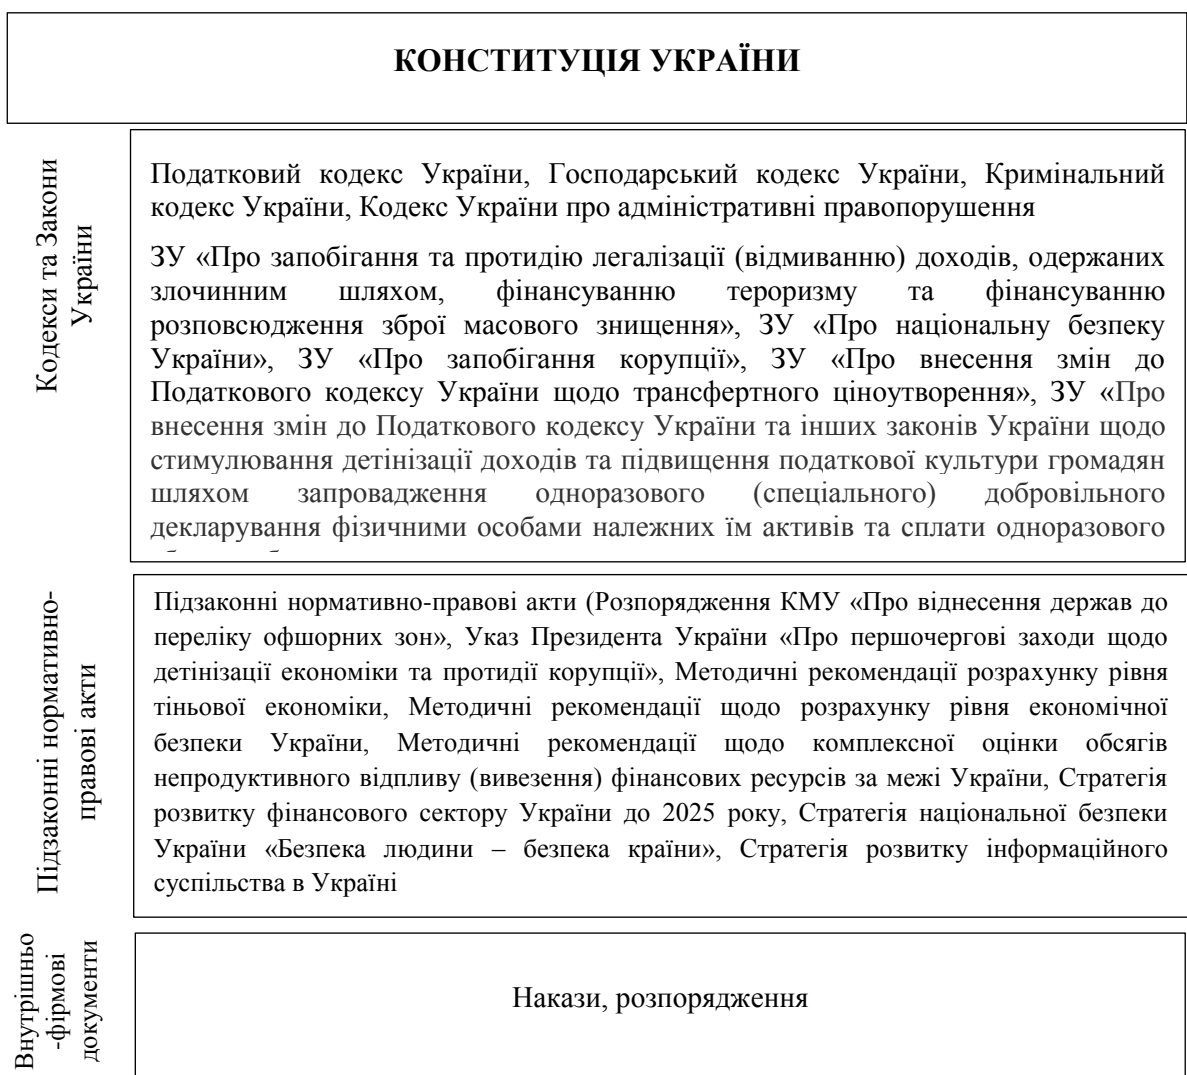 КОНСТИТУЦІЯ УКРАЇНИ
Кодекси та Закони
України
Податковий кодекс України, Господарський кодекс України, Кримінальний
кодекс України, Кодекс України про адміністративні правопорушення
ЗУ «Про запобігання та протидію легалізації (відмиванню) доходів, одержаних
злочинним шляхом, фінансуванню тероризму та фінансуванню
розповсюдження зброї масового знищення», ЗУ «Про національну безпеку
України», ЗУ «Про запобігання корупції», ЗУ «Про внесення змін до
Податкового кодексу України щодо трансфертного ціноутворення», ЗУ «Про
внесення змін до Податкового кодексу України та інших законів України щодо
стимулювання детінізації доходів та підвищення податкової культури громадян
шляхом запровадження одноразового (спеціального) добровільного
декларування фізичними особами належних їм активів та сплати одноразового
Підзаконні нормативно-
правові акти
Підзаконні нормативно-правові акти (Розпорядження КМУ «Про віднесення держав до
переліку офшорних зон», Указ Президента України «Про першочергові заходи щодо
детінізації економіки та протидії корупції», Методичні рекомендації розрахунку рівня
тіньової економіки, Методичні рекомендації щодо розрахунку рівня економічної
безпеки України, Методичні рекомендації щодо комплексної оцінки обсягів
непродуктивного відпливу (вивезення) фінансових ресурсів за межі України, Стратегія
розвитку фінансового сектору України до 2025 року, Стратегія національної безпеки
України «Безпека людини – безпека країни», Стратегія розвитку інформаційного
суспільства в Україні
Внутрішньо
-фірмові
документи
Накази, розпорядження